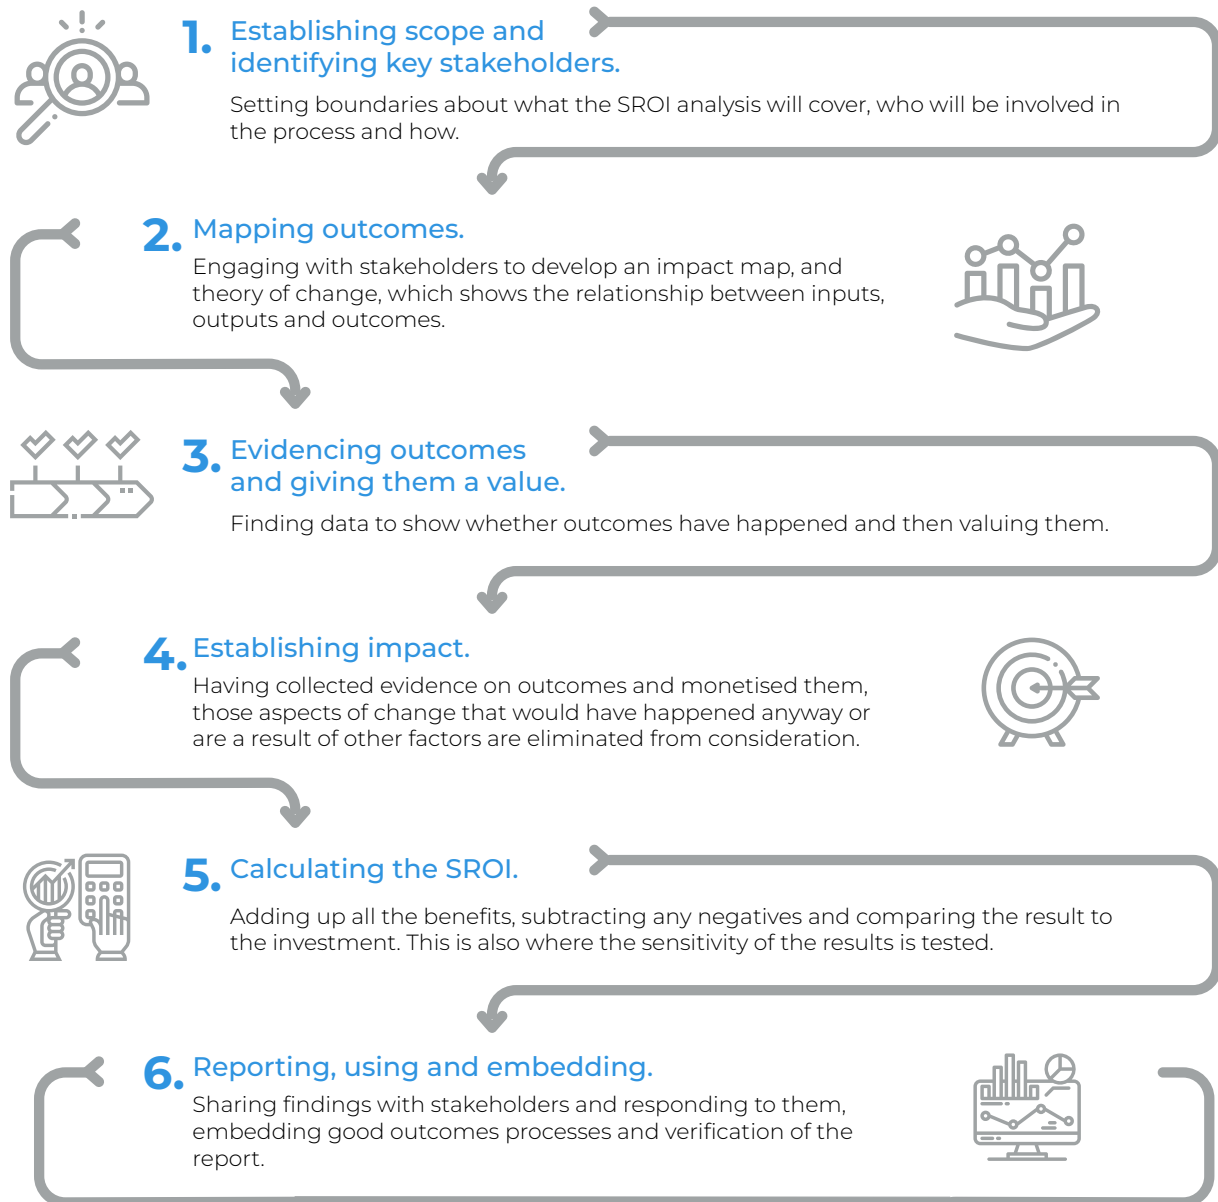 1. Establishing scope and
identifying key stakeholders.
Setting boundaries about what the SROI analysis will cover, who will be involved in
the process and how.
2. Mapping outcomes.
Engaging with stakeholders to develop an impact map, and
theory of change, which shows the relationship between inputs,
outputs and outcomes.
3. Evidencing outcomes
and giving them a value.
Finding data to show whether outcomes have happened and then valuing them.
4. Establishing impact.
Having collected evidence on outcomes and monetised them,
those aspects of change that would have happened anyway or
are a result of other factors are eliminated from consideration.
5. Calculating the SROI.
Adding up all the benefits, subtracting any negatives and comparing the result to
the investment. This is also where the sensitivity of the results is tested.
6. Reporting, using and embedding.
Sharing findings with stakeholders and responding to them,
embedding good outcomes processes and verification of the
report.